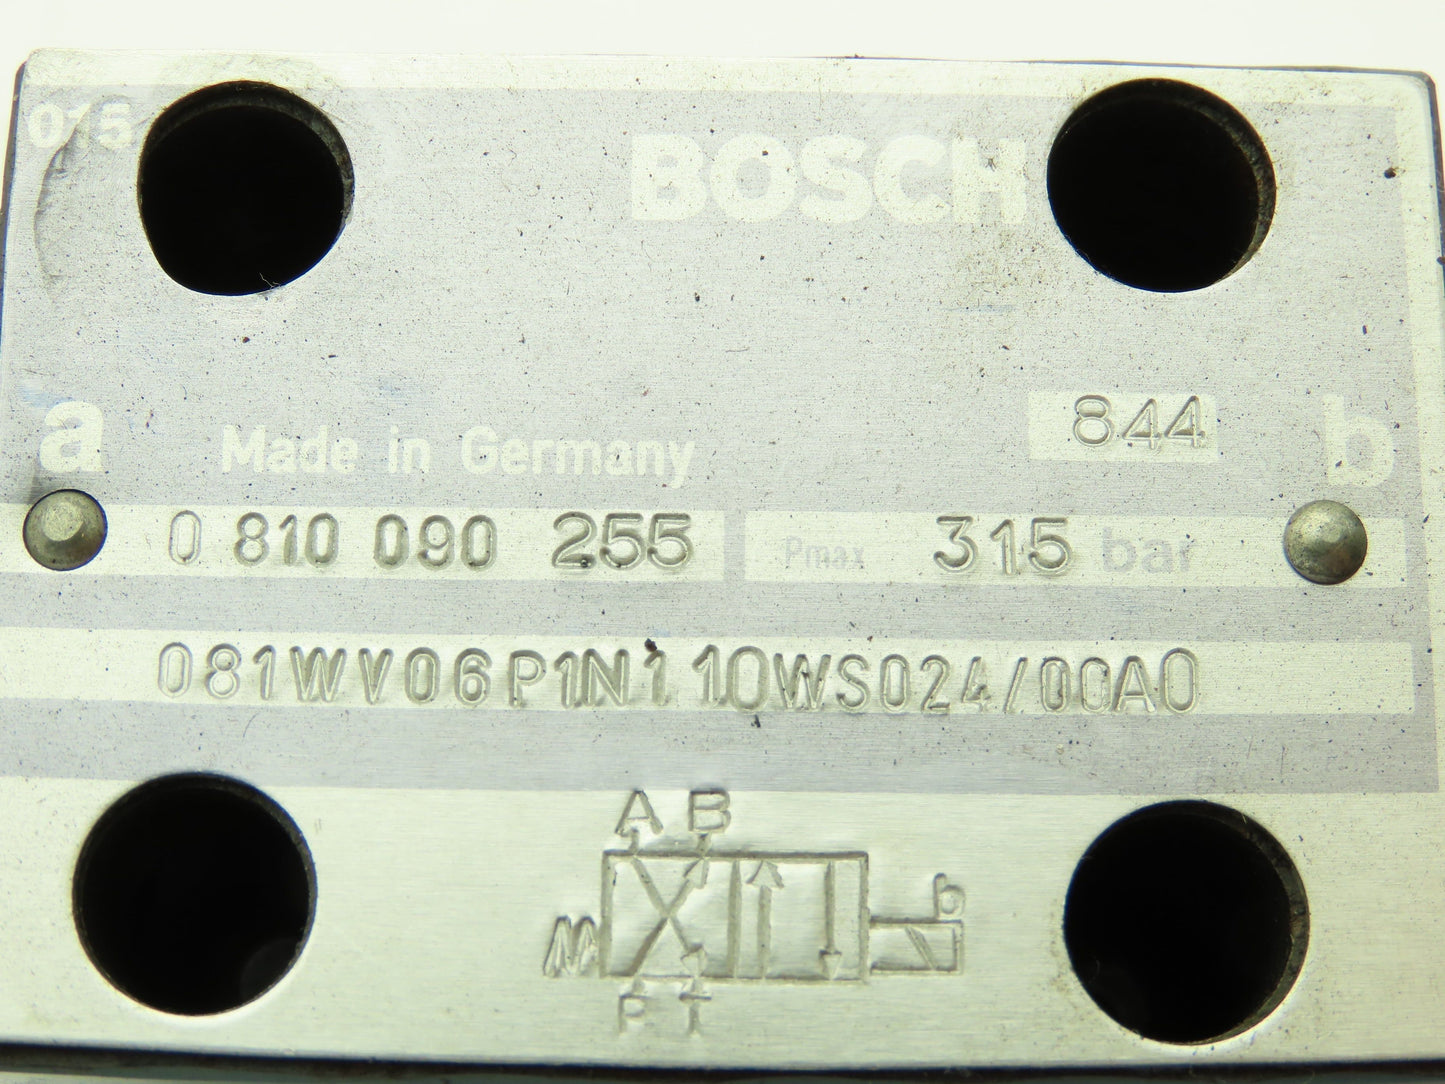 015 BOSCH
844
a Made in Germany b
0 810 090 255 Pmax 315 bar
081WV06P1N110WS024/00A0
A B
b
P T